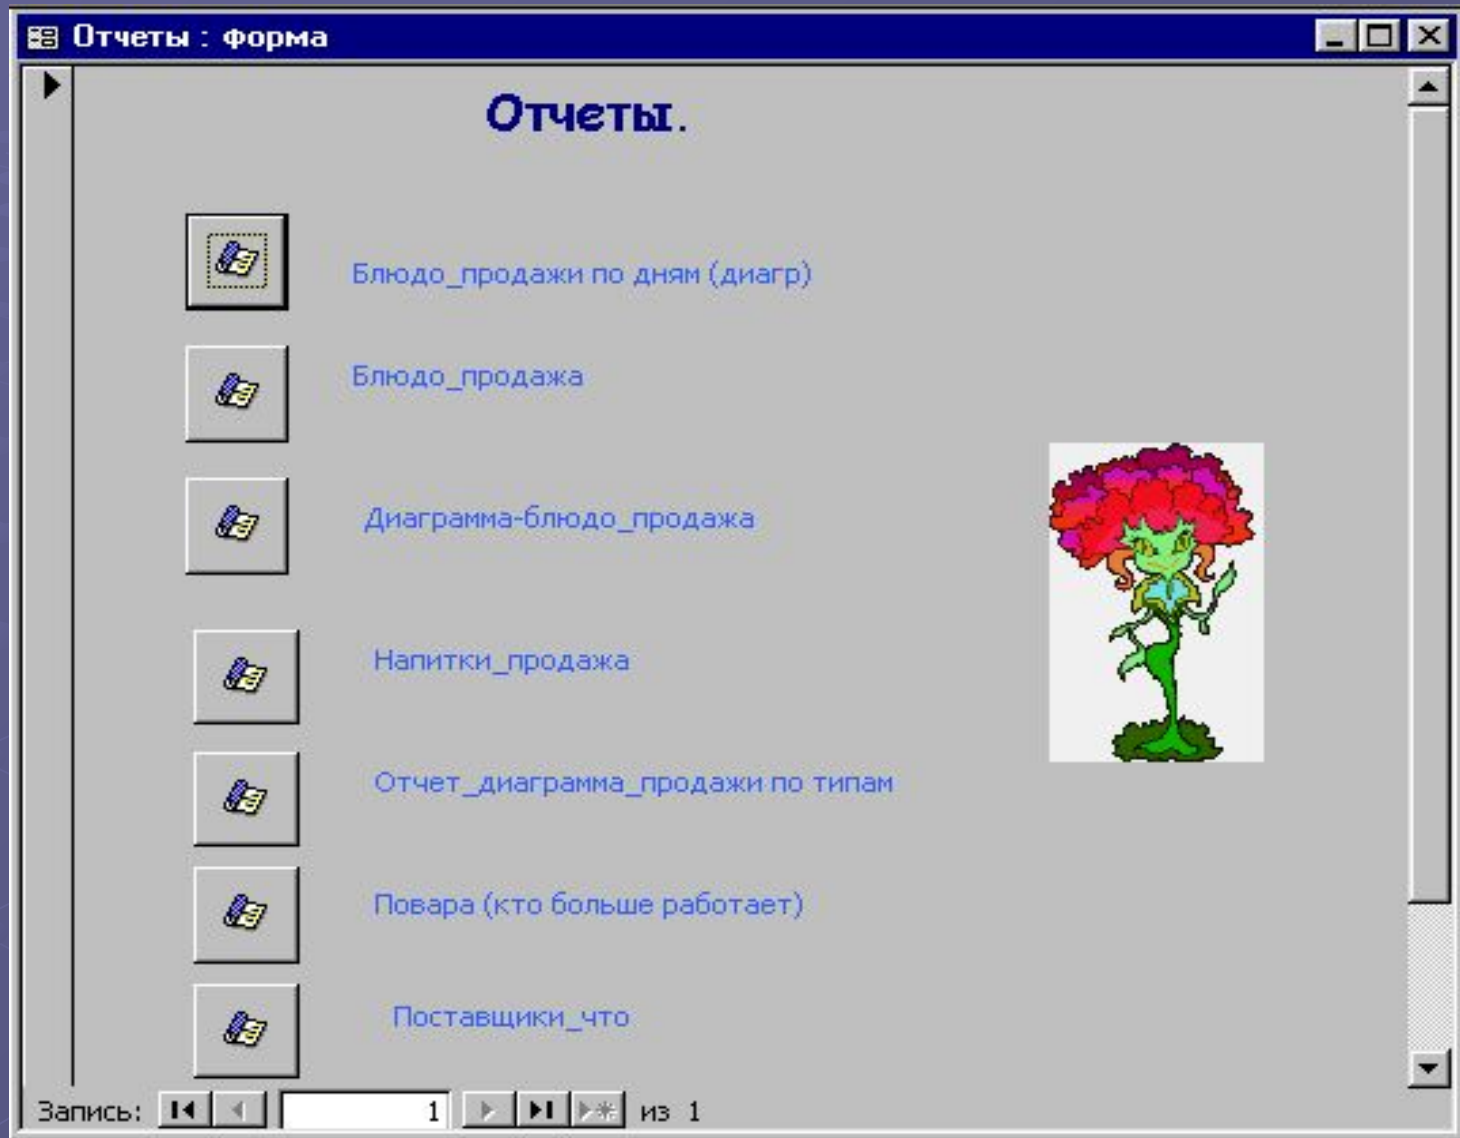 Отчеты : форма
Отчеты.
Блюдо_продажи по дням (диагр)
Блюдо_продажа
Диаграмма-блюдо_продажа
Напитки_продажа
Отчет_диаграмма_продажи по типам
Повара (кто больше работает)
Поставщики_что
Запись: 1 из 1